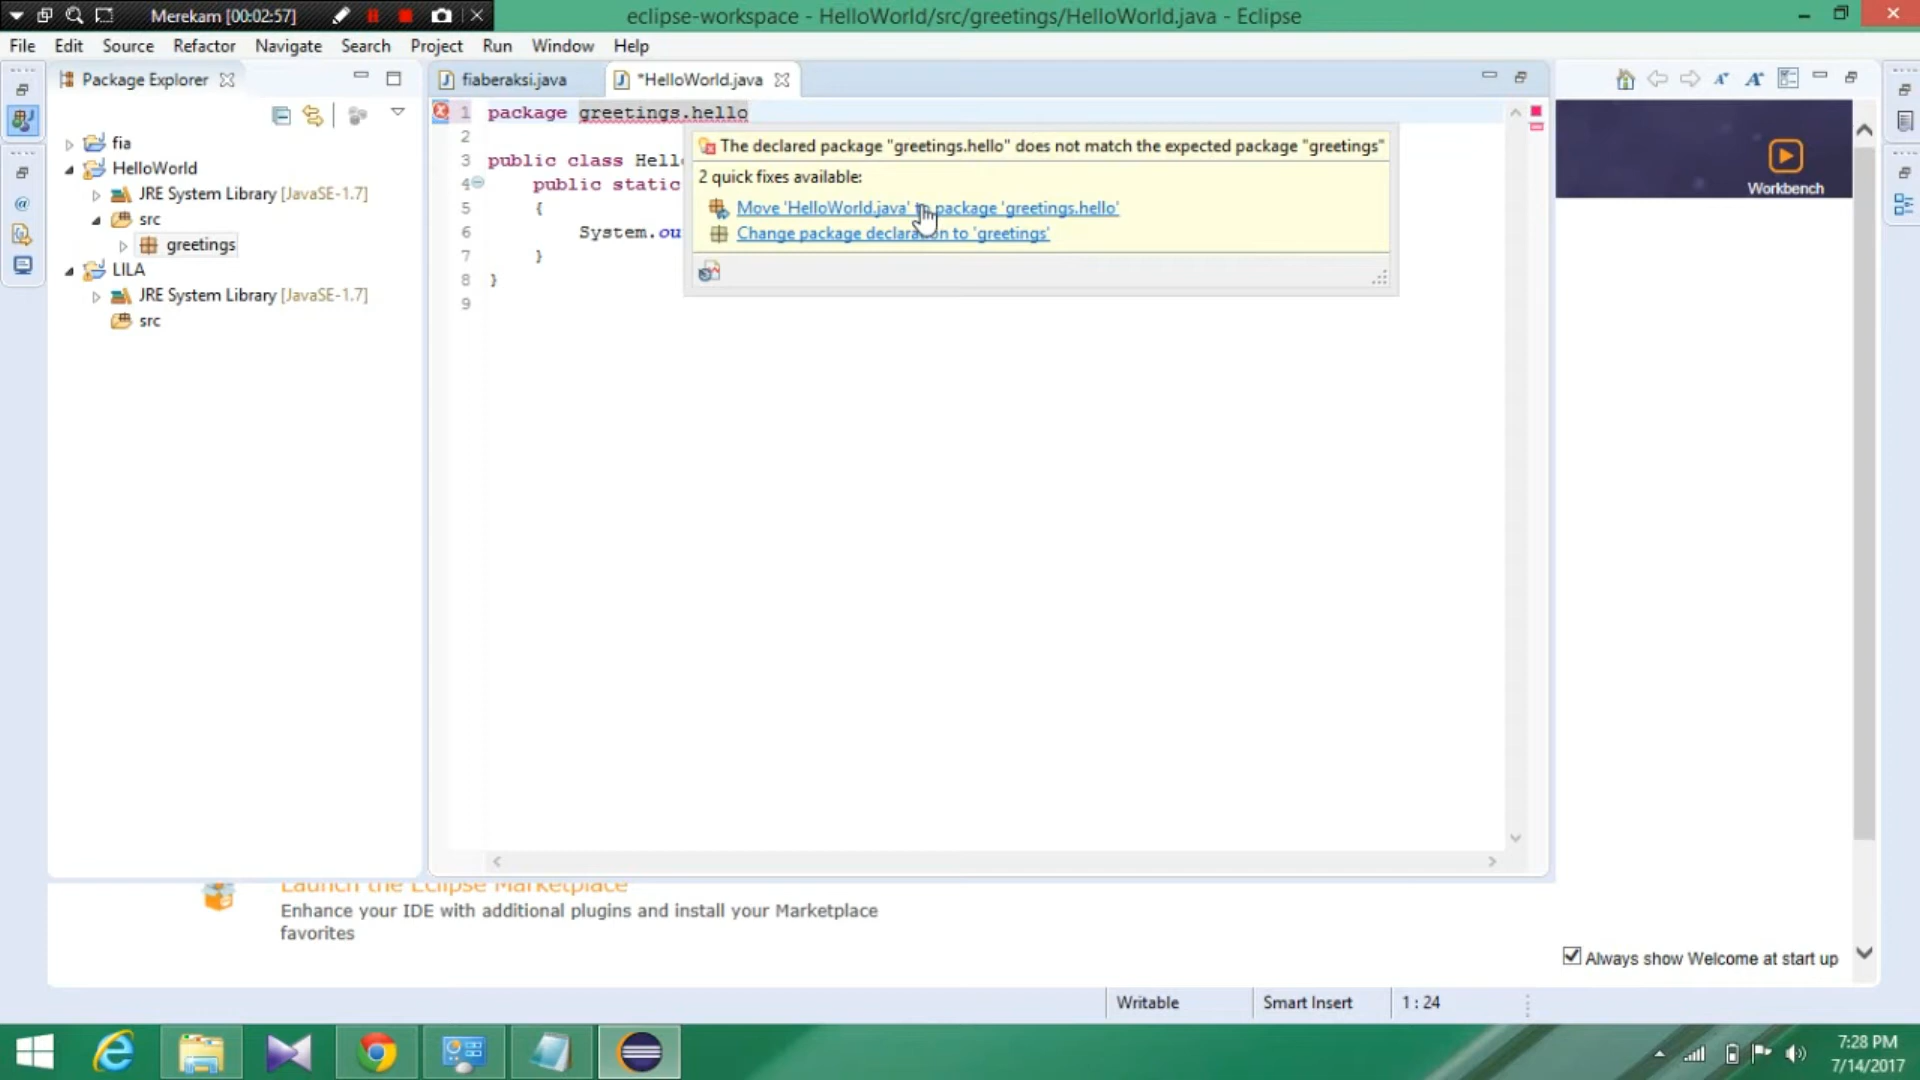 Merekam [00:02:57]
eclipse-workspace - HelloWorld/src/greetings/HelloWorld.java - Eclipse
File Edit Source Refactor Navigate Search Project Run Window Help
Package Explorer
fiaberaksi.java
*HelloWorld.java
fia
HelloWorld
JRE System Library [JavaSE-1.7]
src
greetings
LILA
JRE System Library [JavaSE-1.7]
src
1 package greetings.hello
2
3 public class Hell
4 public static
5 {
6 System.ou
7 }
8 }
9
The declared package "greetings.hello" does not match the expected package "greetings"
2 quick fixes available:
Move 'HelloWorld.java' to package 'greetings.hello'
Change package declaration to 'greetings'
Workbench
Launch the Eclipse Marketplace
Enhance your IDE with additional plugins and install your Marketplace
favorites
Always show Welcome at start up
Writable
Smart Insert
1 : 24
7:28 PM
7/14/2017